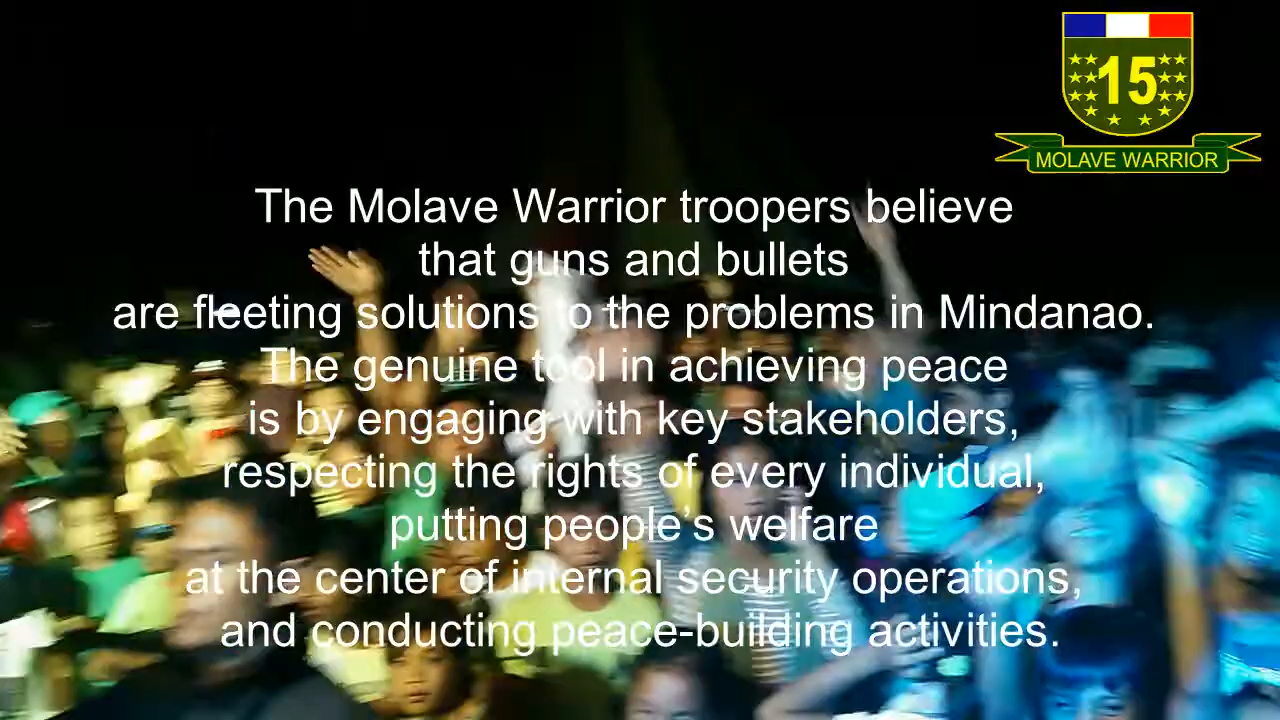 15
MOLAVE WARRIOR
The Molave Warrior troopers believe
that guns and bullets
are fleeting solutions to the problems in Mindanao.
The genuine tool in achieving peace
is by engaging with key stakeholders,
respecting the rights of every individual,
putting people’s welfare
at the center of internal security operations,
and conducting peace-building activities.